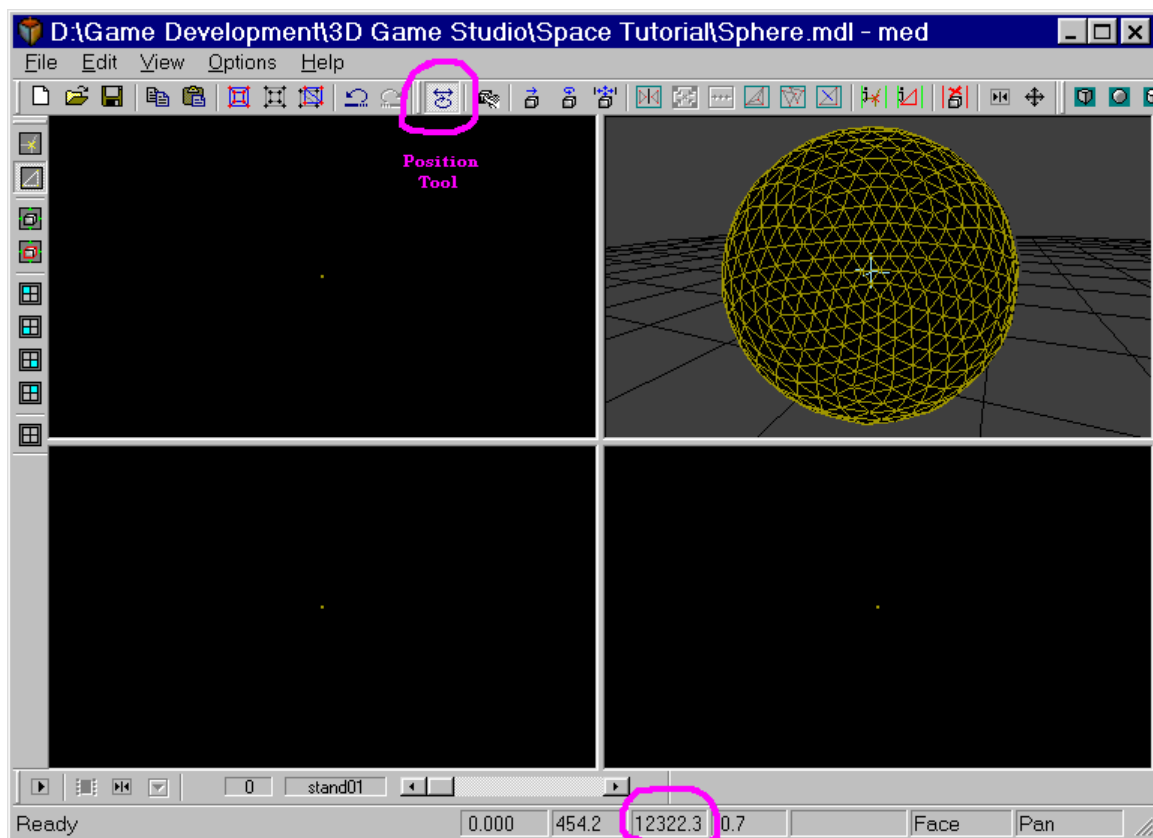 D:\Game Development\3D Game Studio\Space Tutorial\Sphere.mdl - med
File Edit View Options Help
Position
Tool
0 stand01
Ready 0.000 454.2 12322.3 0.7 Face Pan